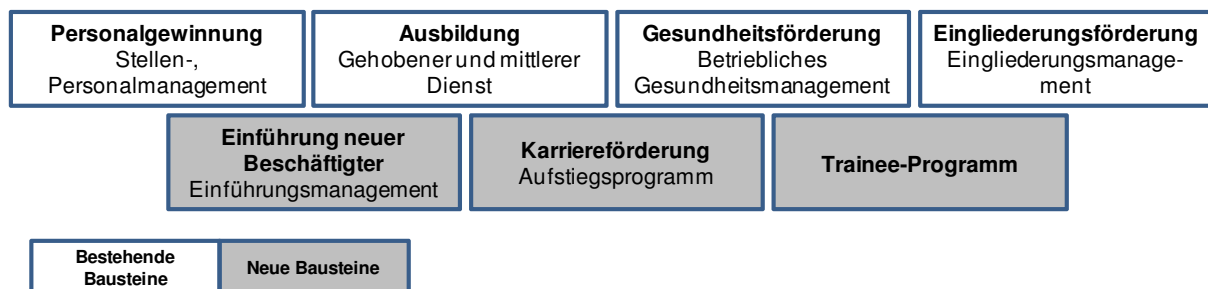 Personalgewinnung
Stellen-,
Personalmanagement
Ausbildung
Gehobener und mittlerer
Dienst
Gesundheitsförderung
Betriebliches
Gesundheitsmanagement
Eingliederungsförderung
Eingliederungsmanage-
ment
Einführung neuer
Beschäftigter
Einführungsmanagement
Karriereförderung
Aufstiegsprogramm
Trainee-Programm
Bestehende
Bausteine
Neue Bausteine